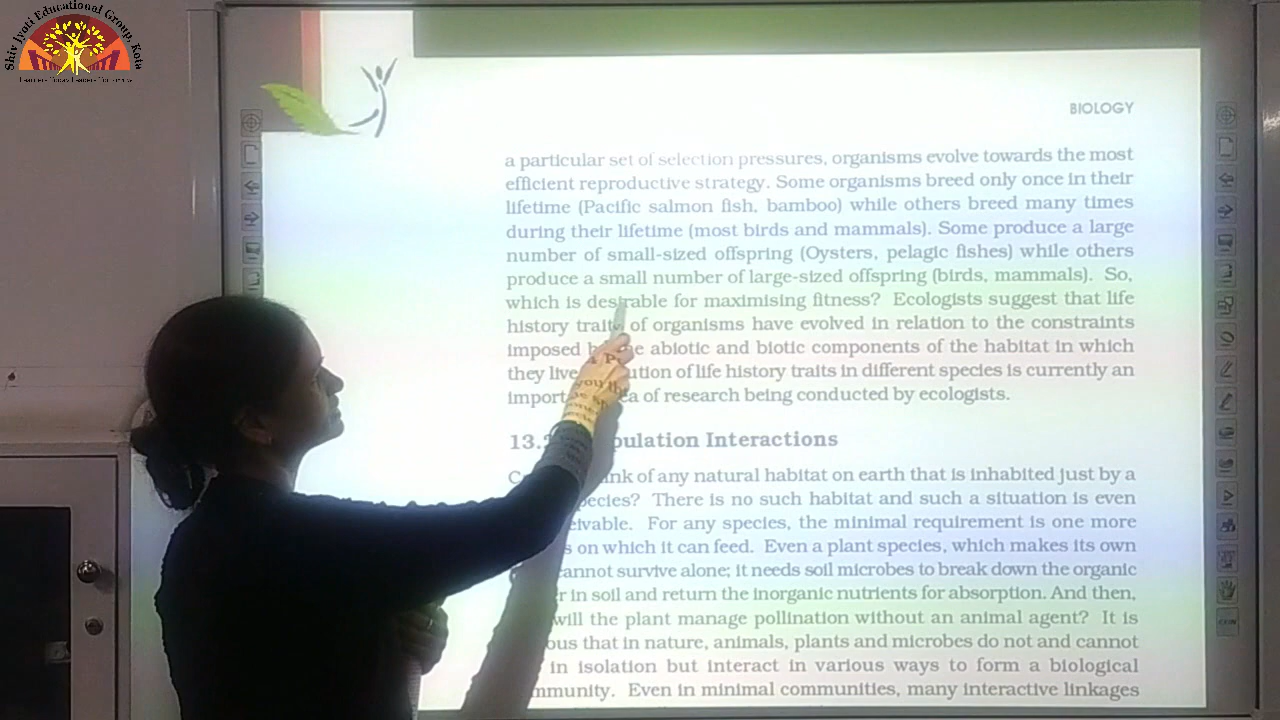 Shiv Jyoti Educational Group, Kota
BIOLOGY
a particular set of selection pressures, organisms evolve towards the most
efficient reproductive strategy. Some organisms breed only once in their
lifetime (Pacific salmon fish, bamboo) while others breed many times
during their lifetime (most birds and mammals). Some produce a large
number of small-sized offspring (Oysters, pelagic fishes) while others
produce a small number of large-sized offspring (birds, mammals). So,
which is desirable for maximising fitness? Ecologists suggest that life
history traits of organisms have evolved in relation to the constraints
imposed abiotic and biotic components of the habitat in which
they live ution of life history traits in different species is currently an
import a of research being conducted by ecologists.
13. ulation Interactions
nk of any natural habitat on earth that is inhabited just by a
pecies? There is no such habitat and such a situation is even
eivable. For any species, the minimal requirement is one more
s on which it can feed. Even a plant species, which makes its own
annot survive alone; it needs soil microbes to break down the organic
r in soil and return the inorganic nutrients for absorption. And then,
will the plant manage pollination without an animal agent? It is
ous that in nature, animals, plants and microbes do not and cannot
in isolation but interact in various ways to form a biological
mmunity. Even in minimal communities, many interactive linkages